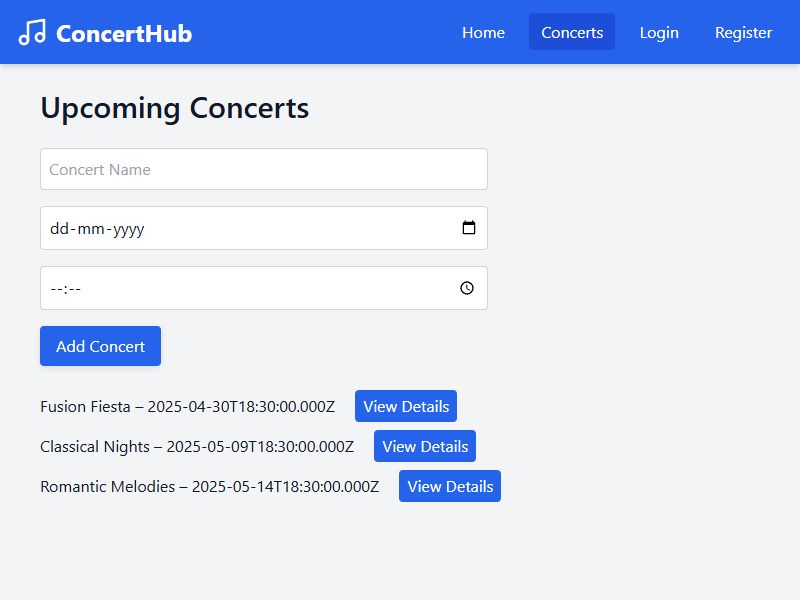 ConcertHub Home Concerts Login Register
Upcoming Concerts
Concert Name
dd-mm-yyyy
--:--
Add Concert
Fusion Fiesta – 2025-04-30T18:30:00.000Z View Details
Classical Nights – 2025-05-09T18:30:00.000Z View Details
Romantic Melodies – 2025-05-14T18:30:00.000Z View Details